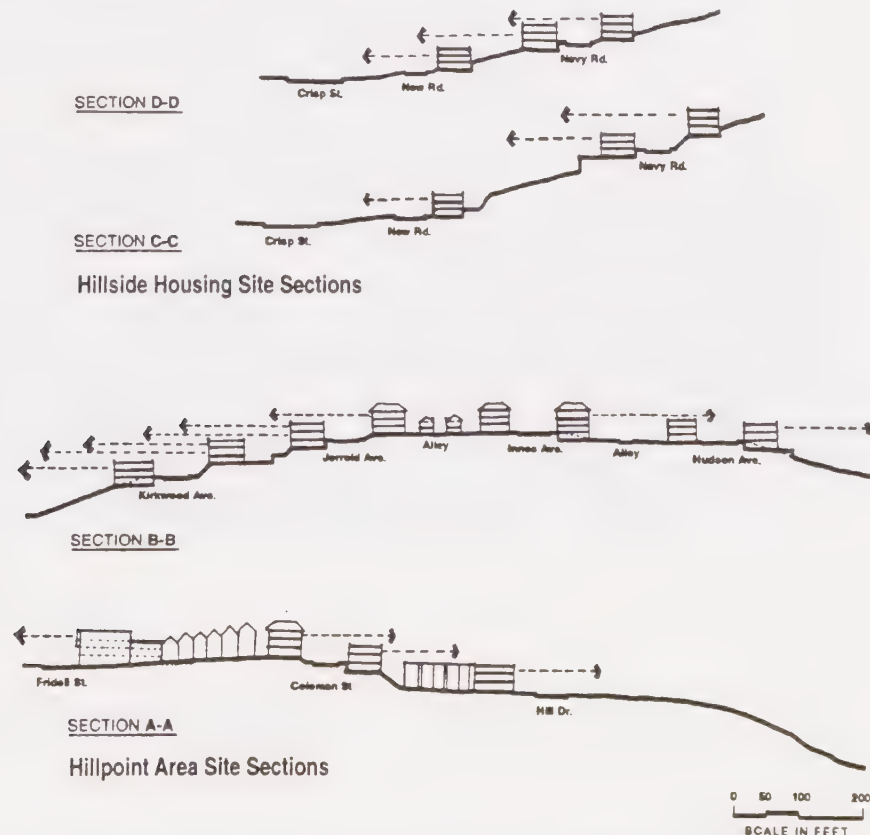 Navy Rd.
Crisp St. New Rd.
SECTION D-D
Navy Rd.
Crisp St. New Rd.
SECTION C-C
Hillside Housing Site Sections
Kirkwood Ave. Jerrold Ave. Alley Innes Ave. Alley Hudson Ave.
SECTION B-B
Fridell St. Coleman St Hill Dr.
SECTION A-A
Hillpoint Area Site Sections
0 50 100 200
SCALE IN FEET